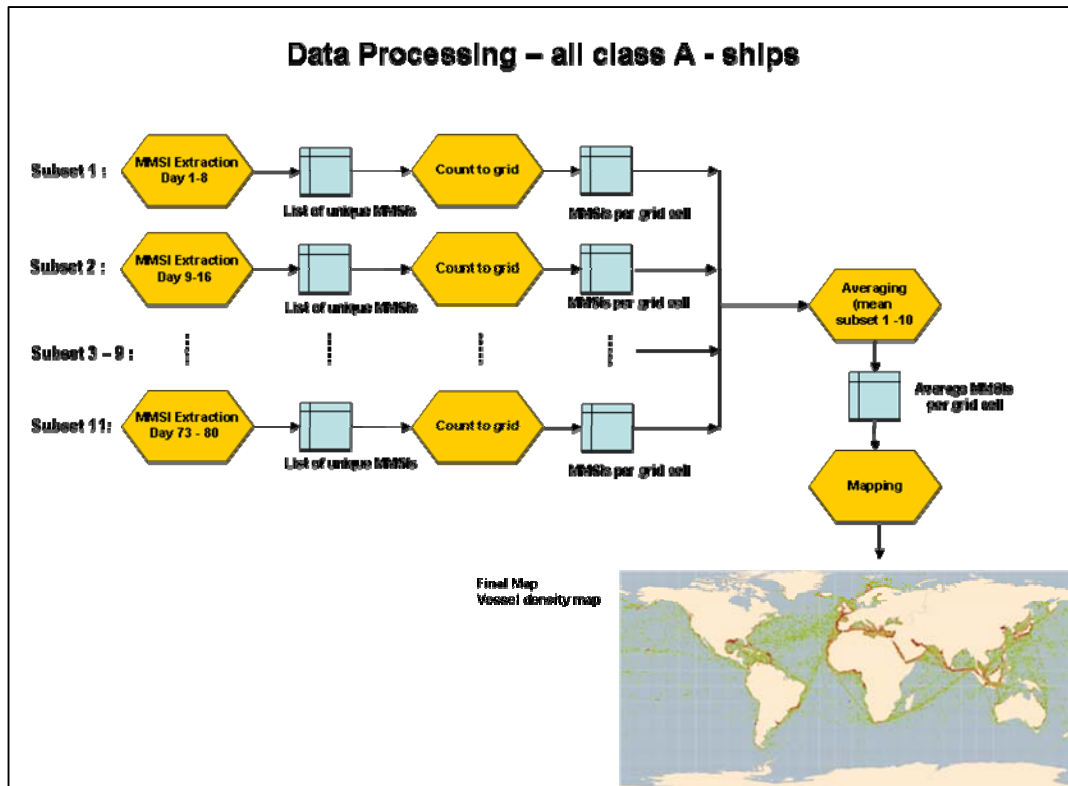 Data Processing – all class A - ships
Subset 1 :
MMSI Extraction
Day 1-8
List of unique MMSIs
Count to grid
MMSIs per grid cell
Subset 2 :
MMSI Extraction
Day 9-16
List of unique MMSIs
Count to grid
MMSIs per grid cell
Subset 3 – 9 :
Subset 11:
MMSI Extraction
Day 73 - 80
List of unique MMSIs
Count to grid
MMSIs per grid cell
Averaging
(mean
subset 1 -10
Average MMSIs
per grid cell
Mapping
Final Map
Vessel density map